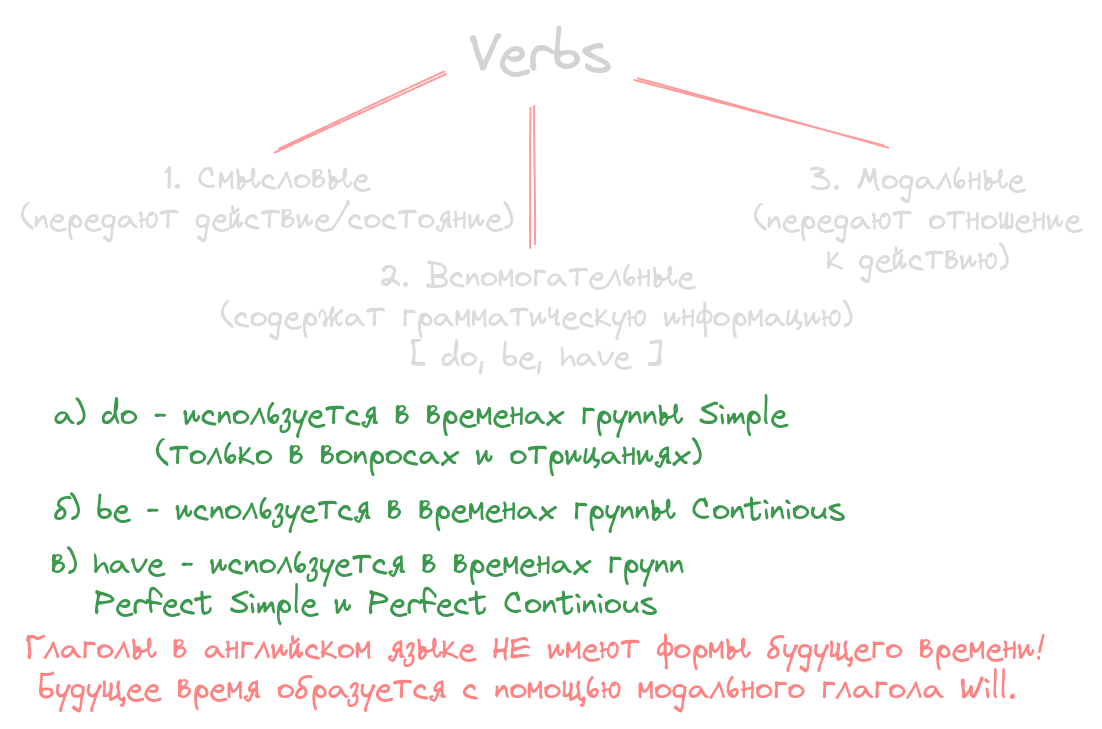 Verbs
1. Смысловые
(передают действие/состояние)
3. Модальные
(передают отношение
к действию)
2. Вспомогательные
(содержат грамматическую информацию)
[ do, be, have ]
а) do - используется в временах группы Simple
(только в вопросах и отрицаниях)
б) be - используется в временах группы Continious
в) have - используется в временах групп
Perfect Simple и Perfect Continious
Глаголы в английском языке НЕ имеют формы будущего времени!
Будущее время образуется с помощью модального глагола Will.